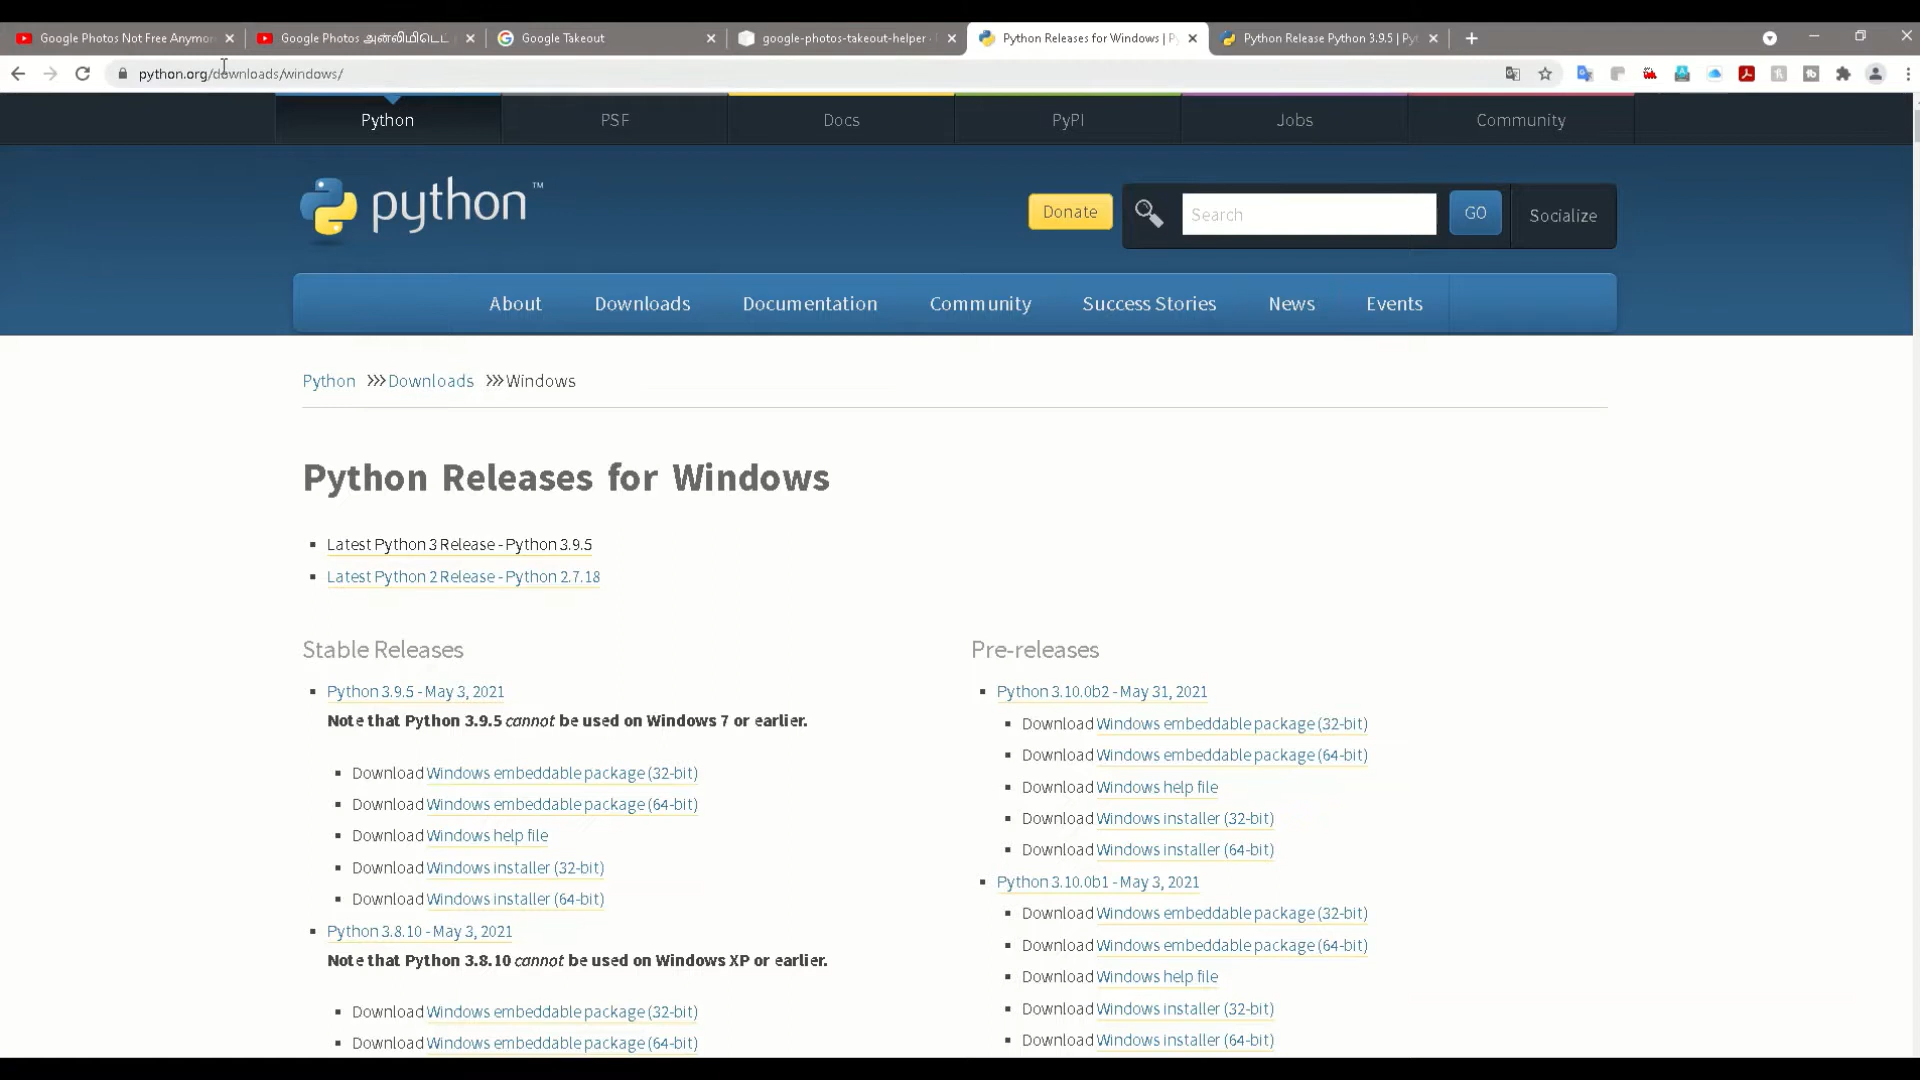 Google Photos Not Free Anymor
Google Photos அன்லிமிடெட்
Google Takeout
google-photos-takeout-helper ·
Python Releases for Windows | Py
Python Release Python 3.9.5 | Pyt
python.org/downloads/windows/
Python
PSF
Docs
PyPI
Jobs
Community
python™
Donate
Search
GO
Socialize
About
Downloads
Documentation
Community
Success Stories
News
Events
Python >>> Downloads >>> Windows
Python Releases for Windows
Latest Python 3 Release - Python 3.9.5
Latest Python 2 Release - Python 2.7.18
Stable Releases
Python 3.9.5 - May 3, 2021
Note that Python 3.9.5 cannot be used on Windows 7 or earlier.
Download Windows embeddable package (32-bit)
Download Windows embeddable package (64-bit)
Download Windows help file
Download Windows installer (32-bit)
Download Windows installer (64-bit)
Python 3.8.10 - May 3, 2021
Note that Python 3.8.10 cannot be used on Windows XP or earlier.
Download Windows embeddable package (32-bit)
Download Windows embeddable package (64-bit)
Pre-releases
Python 3.10.0b2 - May 31, 2021
Download Windows embeddable package (32-bit)
Download Windows embeddable package (64-bit)
Download Windows help file
Download Windows installer (32-bit)
Download Windows installer (64-bit)
Python 3.10.0b1 - May 3, 2021
Download Windows embeddable package (32-bit)
Download Windows embeddable package (64-bit)
Download Windows help file
Download Windows installer (32-bit)
Download Windows installer (64-bit)